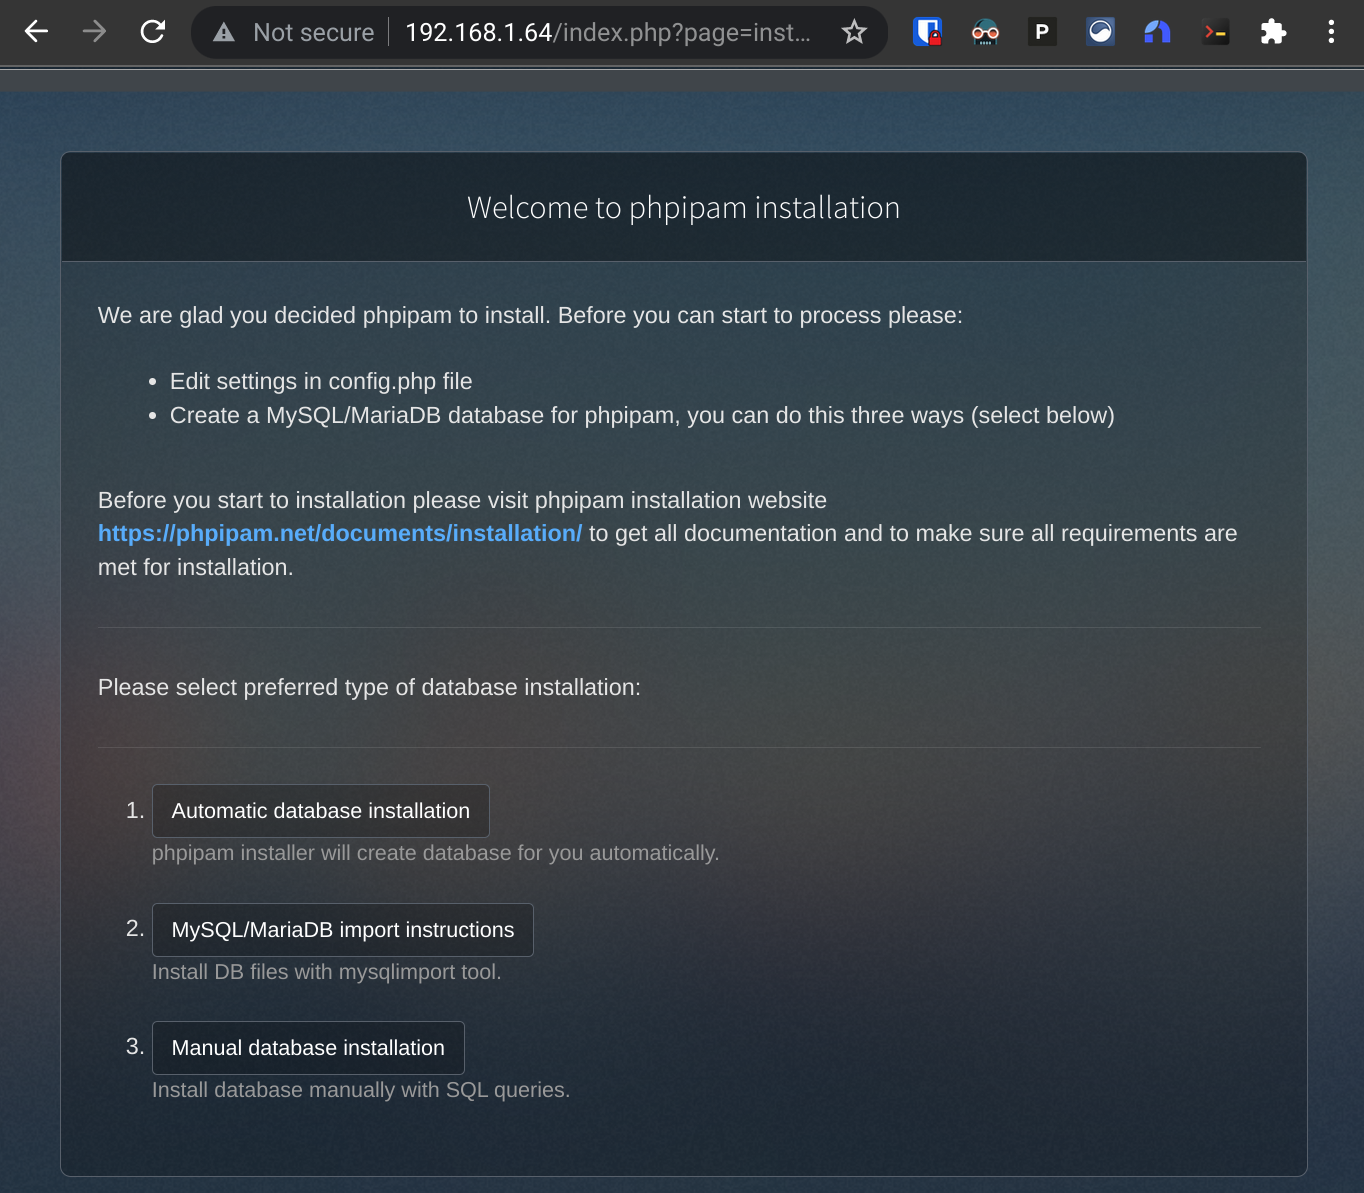 Not secure
192.168.1.64/index.php?page=inst...
P
Welcome to phpipam installation
We are glad you decided phpipam to install. Before you can start to process please:
• Edit settings in config.php file
• Create a MySQL/MariaDB database for phpipam, you can do this three ways (select below)
Before you start to installation please visit phpipam installation website
https://phpipam.net/documents/installation/ to get all documentation and to make sure all requirements are
met for installation.
Please select preferred type of database installation:
1. Automatic database installation
phpipam installer will create database for you automatically.
2. MySQL/MariaDB import instructions
Install DB files with mysqlimport tool.
3. Manual database installation
Install database manually with SQL queries.